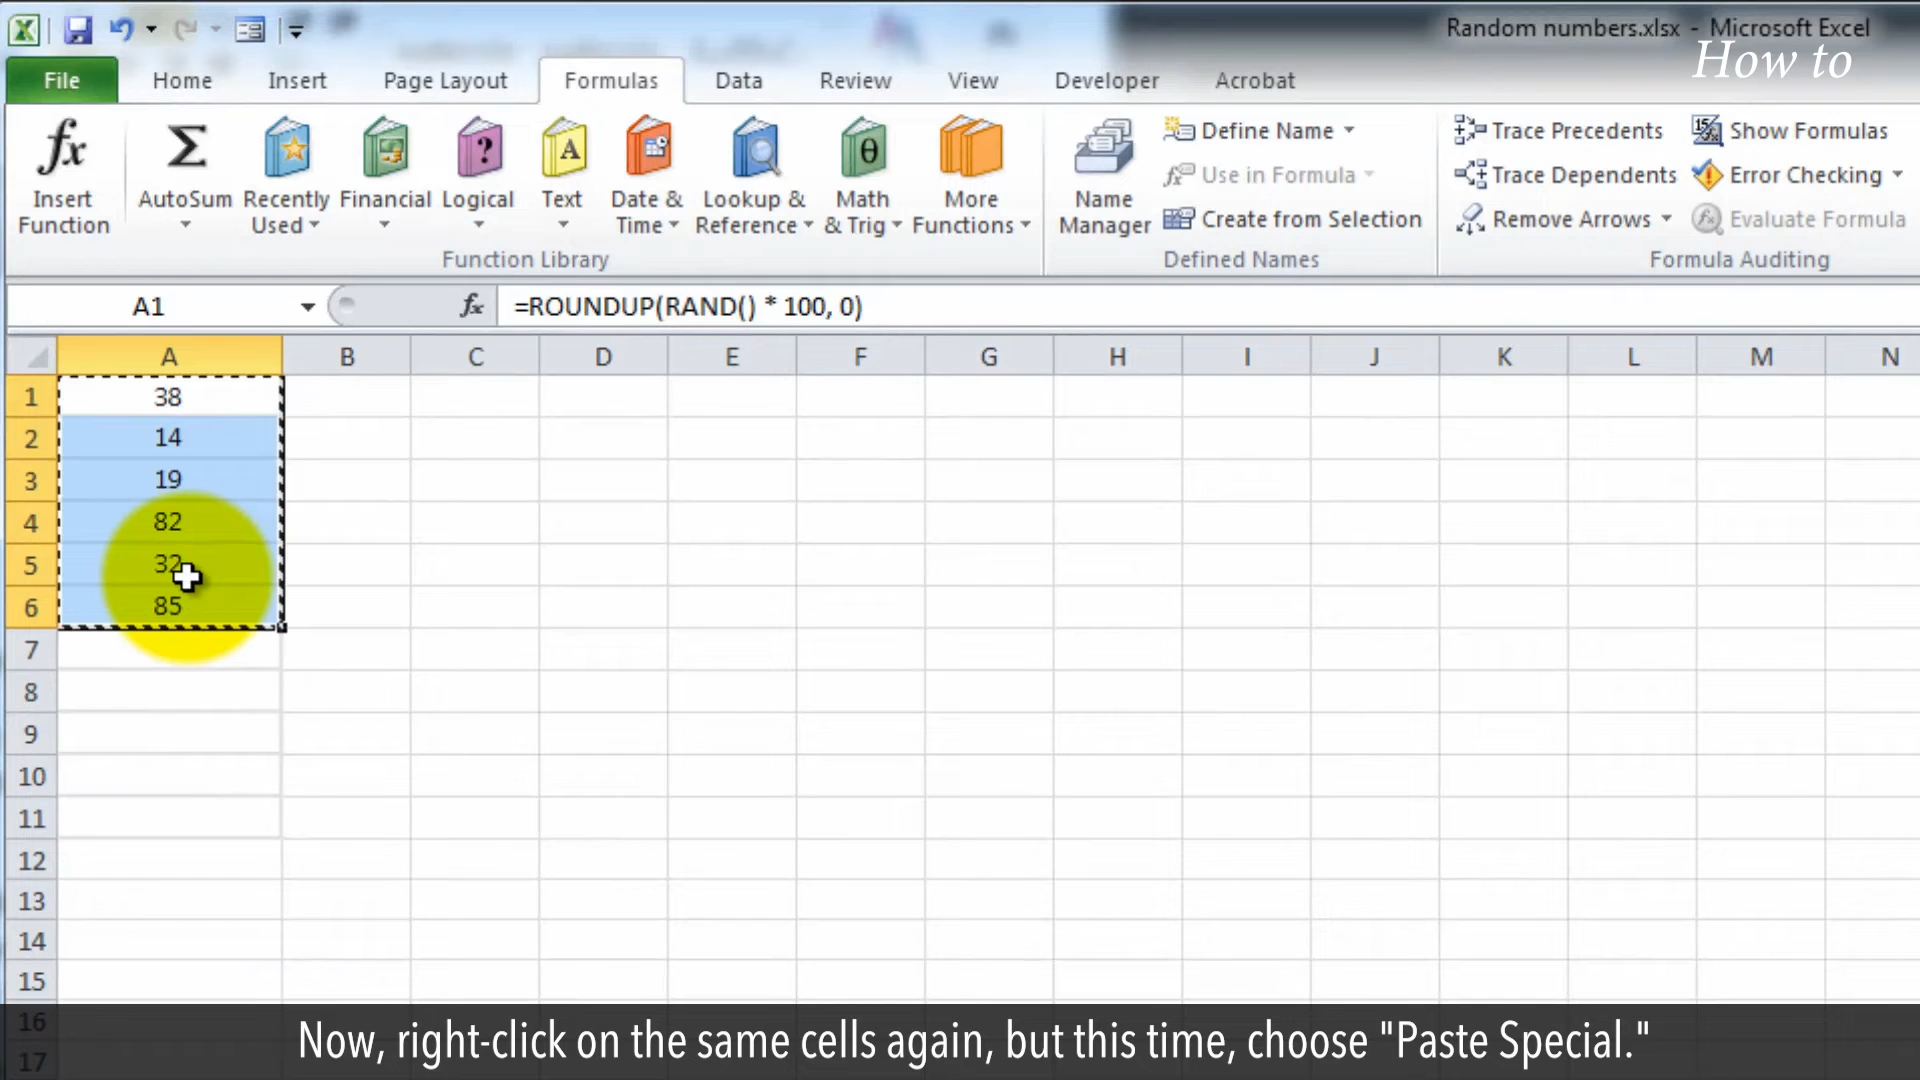 Random numbers.xlsx - Microsoft Excel
How to
File Home Insert Page Layout Formulas Data Review View Developer Acrobat
fx Σ ? A θ
Insert Function
AutoSum
Recently Used
Financial
Logical
Text
Date & Time
Lookup & Reference
Math & Trig
More Functions
Function Library
Name Manager
Define Name
Use in Formula
Create from Selection
Defined Names
Trace Precedents
Trace Dependents
Remove Arrows
Show Formulas
Error Checking
Evaluate Formula
Formula Auditing
A1 fx =ROUNDUP(RAND() * 100, 0)
A B C D E F G H I J K L M N
1 38
2 14
3 19
4 82
5 32
6 85
7
8
9
10
11
12
13
14
15
16
17
Now, right-click on the same cells again, but this time, choose "Paste Special."